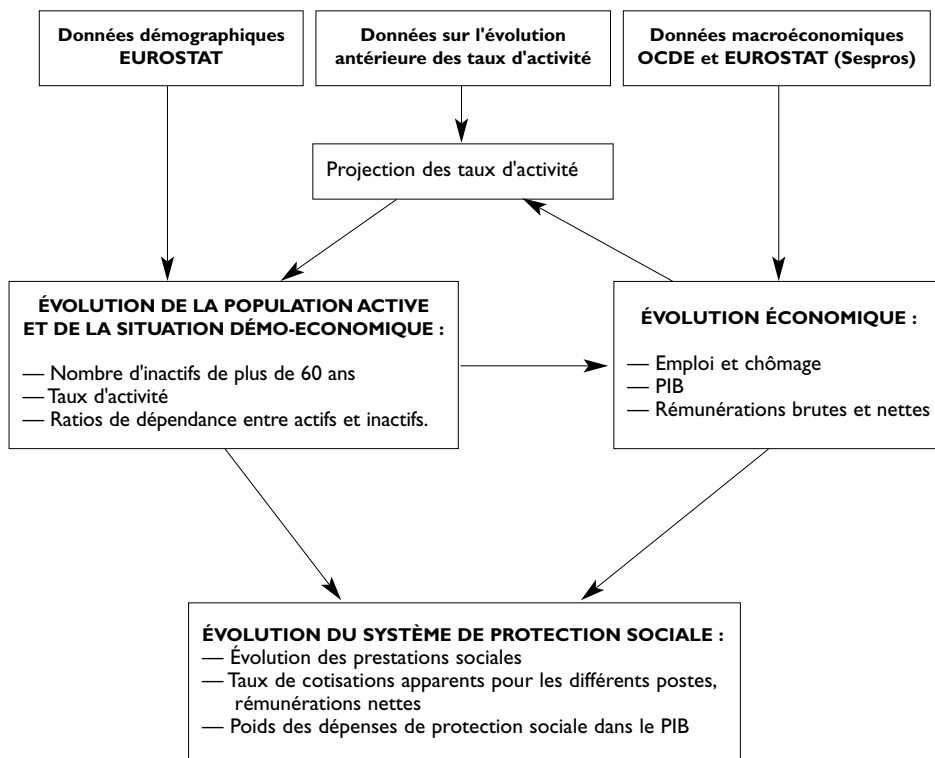 Données démographiques
EUROSTAT
Données sur l'évolution
antérieure des taux d'activité
Données macroéconomiques
OCDE et EUROSTAT (Sespros)
Projection des taux d'activité
ÉVOLUTION DE LA POPULATION ACTIVE
ET DE LA SITUATION DÉMO-ECONOMIQUE :
— Nombre d'inactifs de plus de 60 ans
— Taux d'activité
— Ratios de dépendance entre actifs et inactifs.
ÉVOLUTION ÉCONOMIQUE :
— Emploi et chômage
— PIB
— Rémunérations brutes et nettes
ÉVOLUTION DU SYSTÈME DE PROTECTION SOCIALE :
— Évolution des prestations sociales
— Taux de cotisations apparents pour les différents postes,
rémunérations nettes
— Poids des dépenses de protection sociale dans le PIB